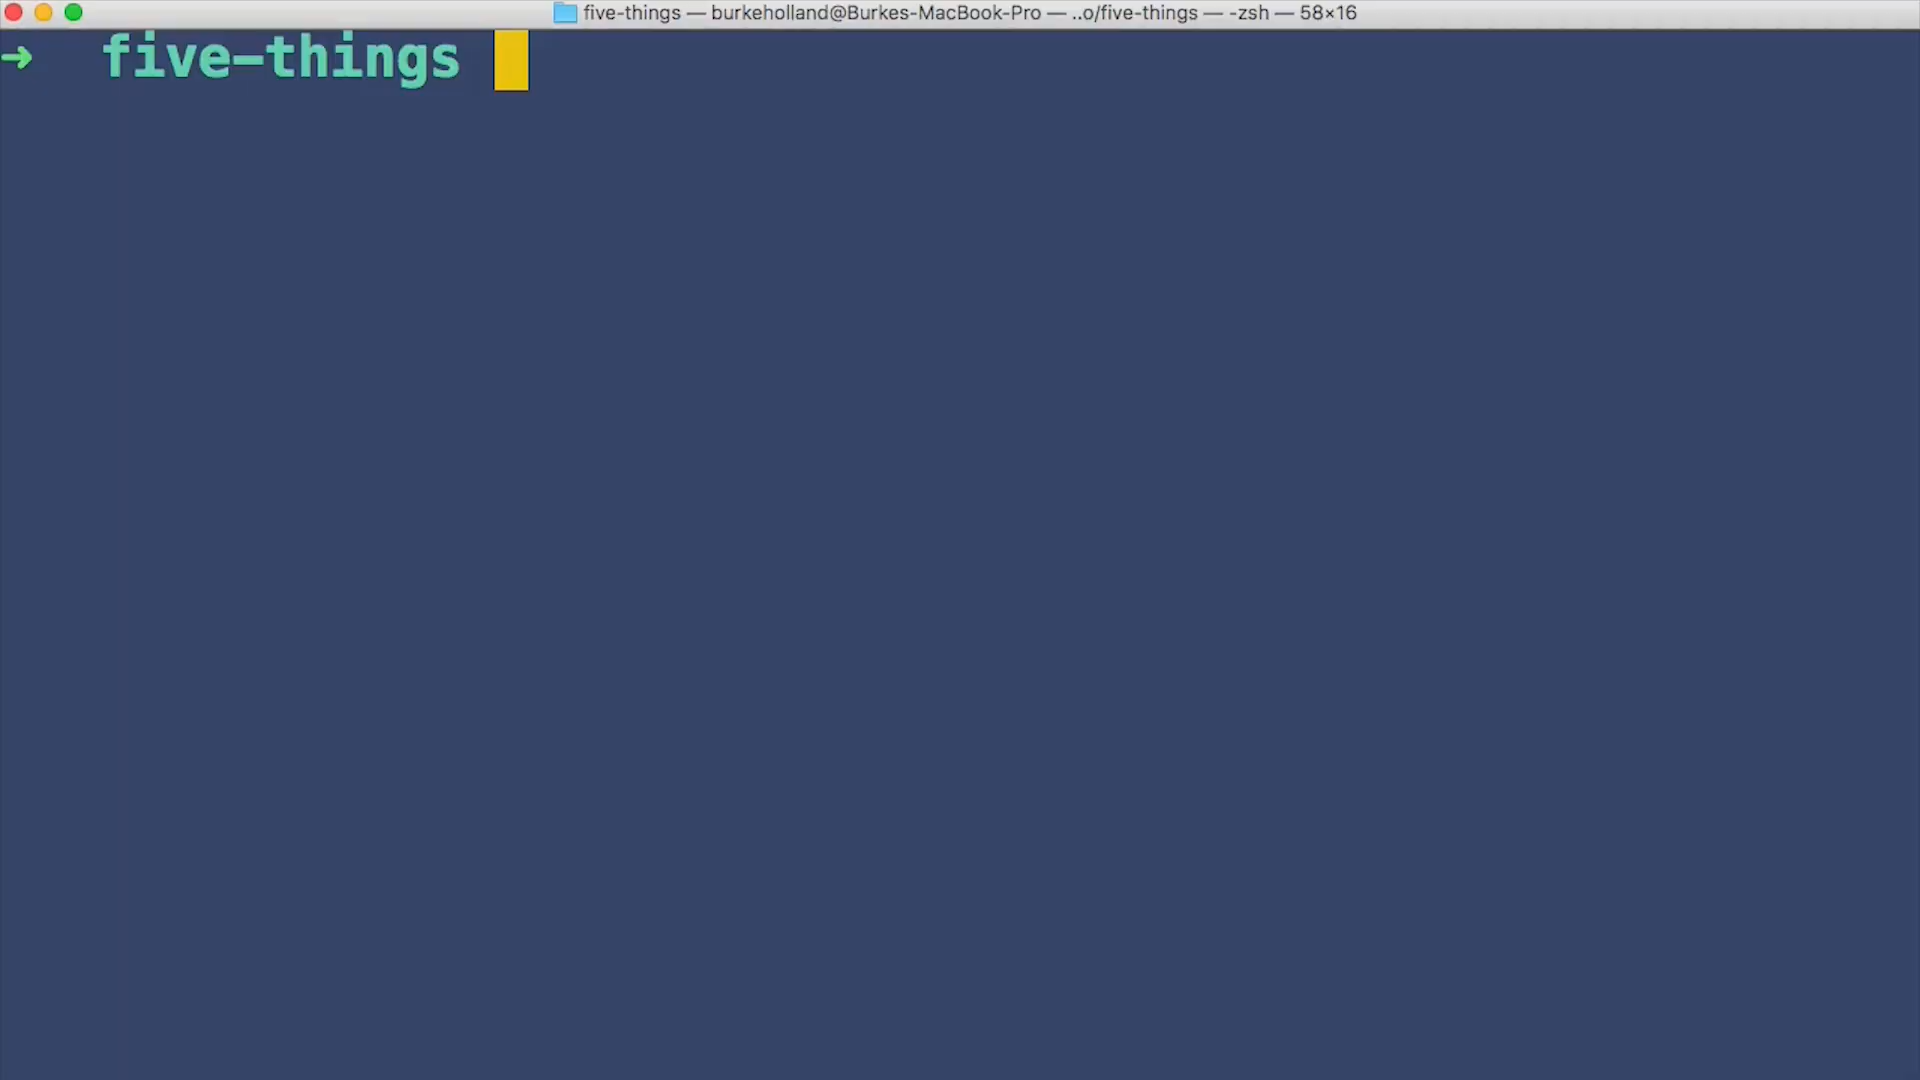 five-things — burkeholland@Burkes-MacBook-Pro — ..o/five-things — -zsh — 58×16
➜ five-things